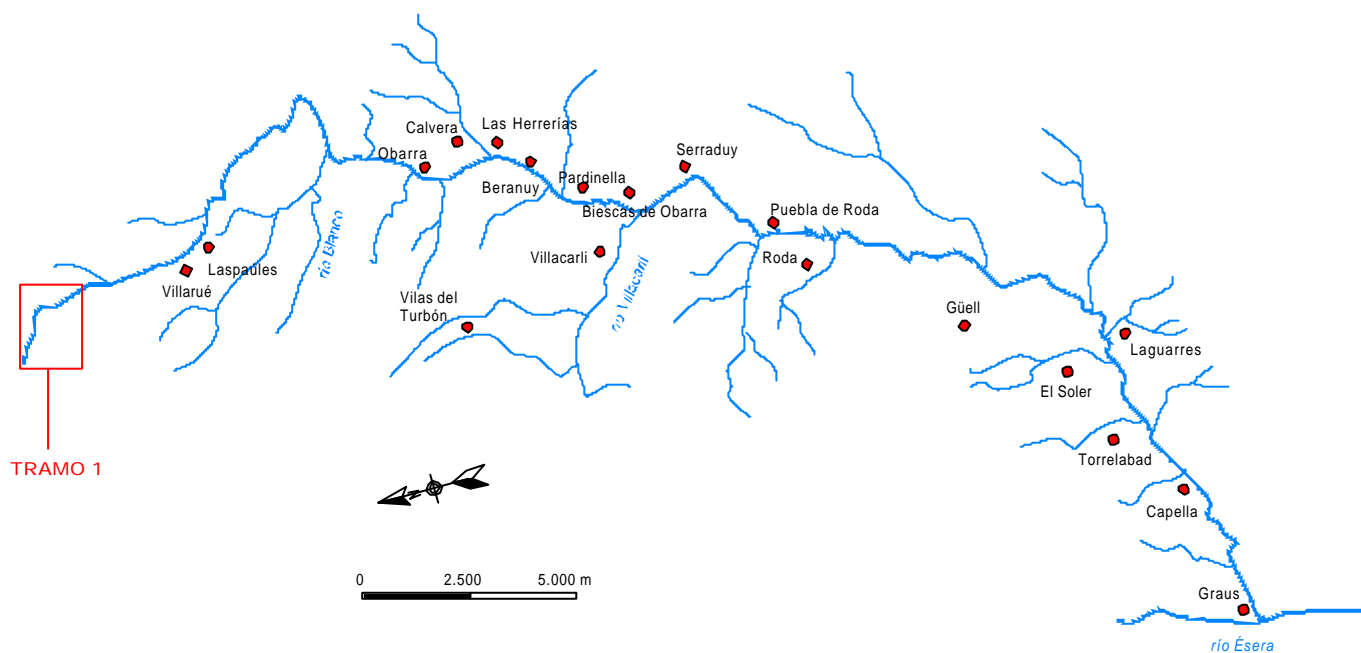 Calvera
Las Herrerías
Obarra
Beranuy
Pardinella
Serraduy
Biescas de Obarra
Puebla de Roda
Villacarli
Roda
río Blanco
río Villacarlí
Laspaúles
Villarué
Vilas del
Turbón
Güell
Laguarres
El Soler
TRAMO 1
Torrelabad
N
Capella
0 2.500 5.000 m
Graus
río Ésera